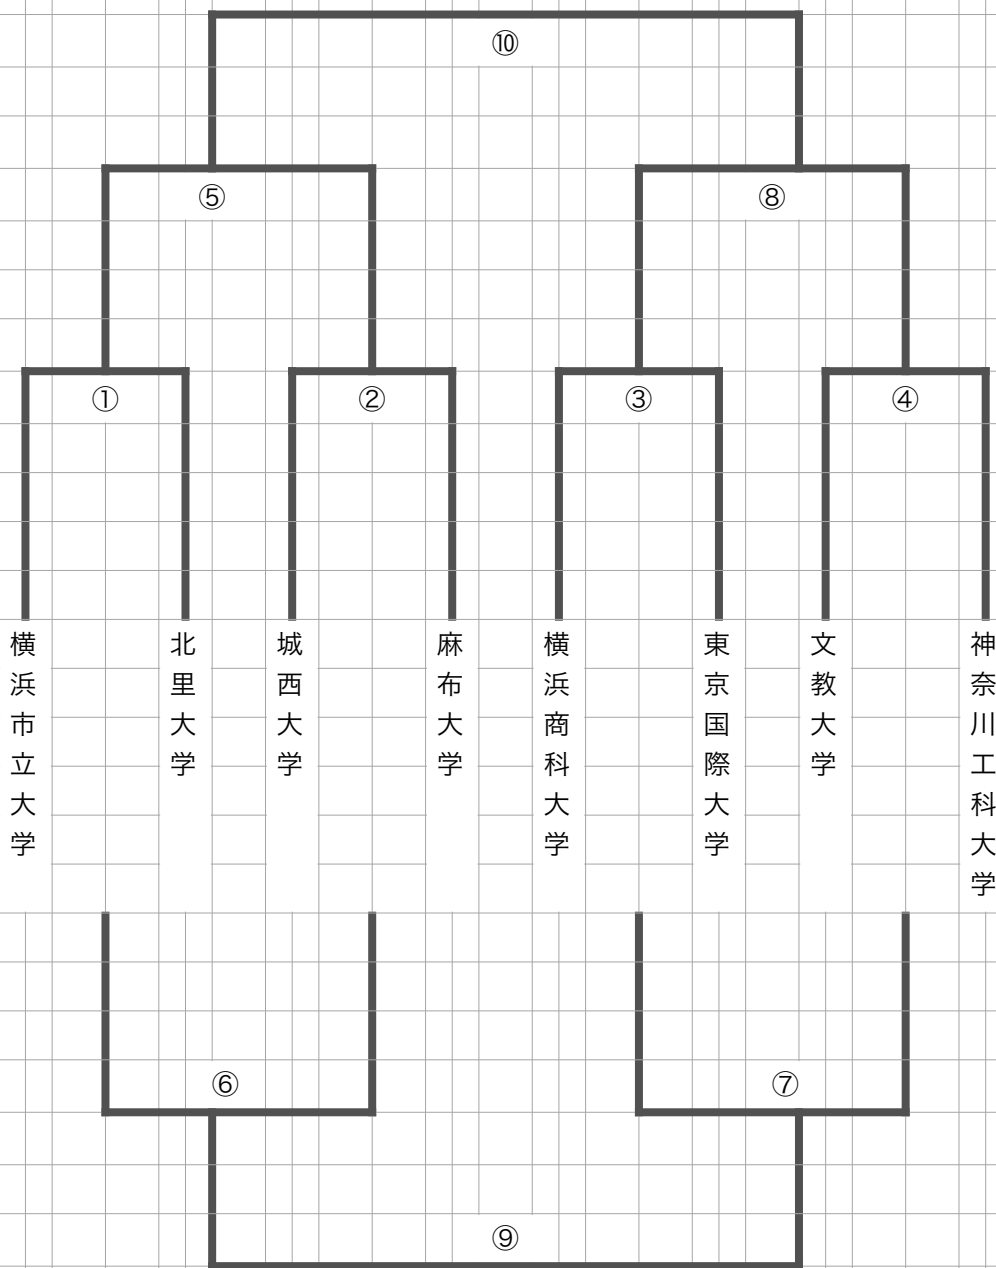 ⑩
⑤
⑧
①
②
③
④
横浜市立大学
北里大学
城西大学
麻布大学
横浜商科大学
東京国際大学
文教大学
神奈川工科大学
⑥
⑦
⑨